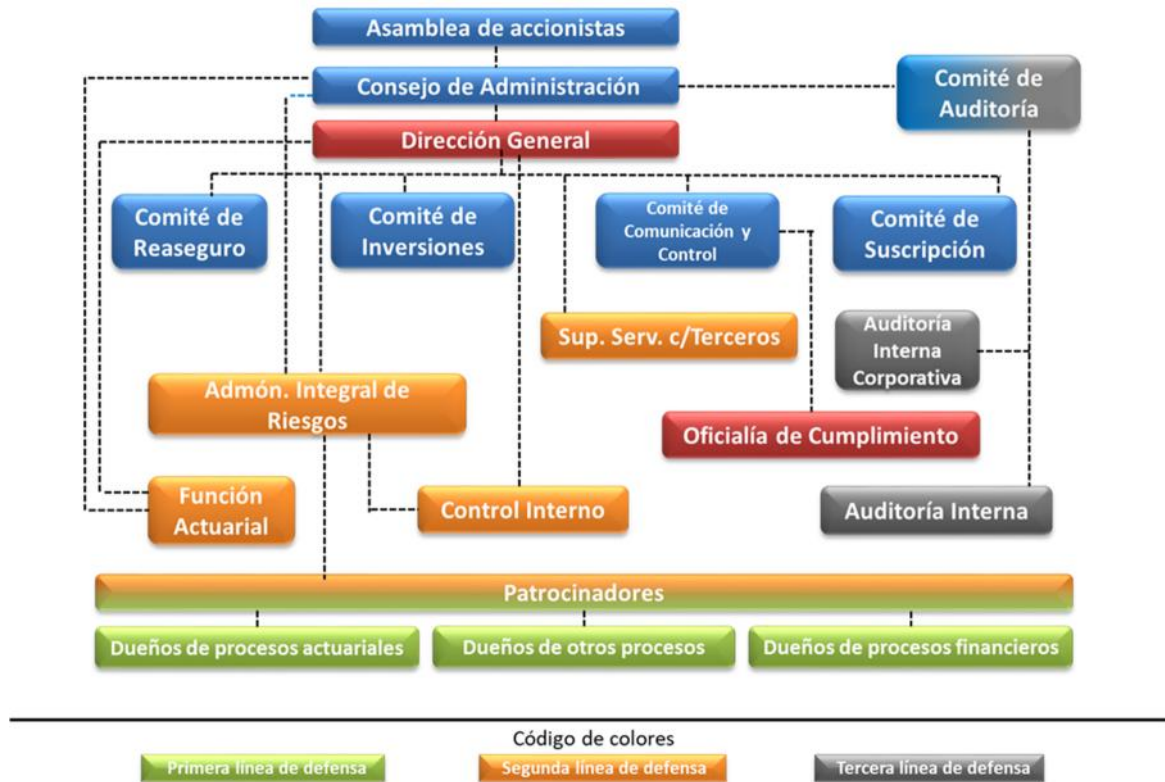 Asamblea de accionistas
Consejo de Administración
Comité de
Auditoría
Dirección General
Comité de
Reaseguro
Comité de
Inversiones
Comité de
Comunicación y
Control
Comité de
Suscripción
Sup. Serv. c/Terceros
Auditoría
Interna
Corporativa
Admón. Integral de
Riesgos
Oficialía de Cumplimiento
Función
Actuarial
Control Interno
Auditoría Interna
Patrocinadores
Dueños de procesos actuariales
Dueños de otros procesos
Dueños de procesos financieros
Código de colores
Primera línea de defensa
Segunda línea de defensa
Tercera línea de defensa